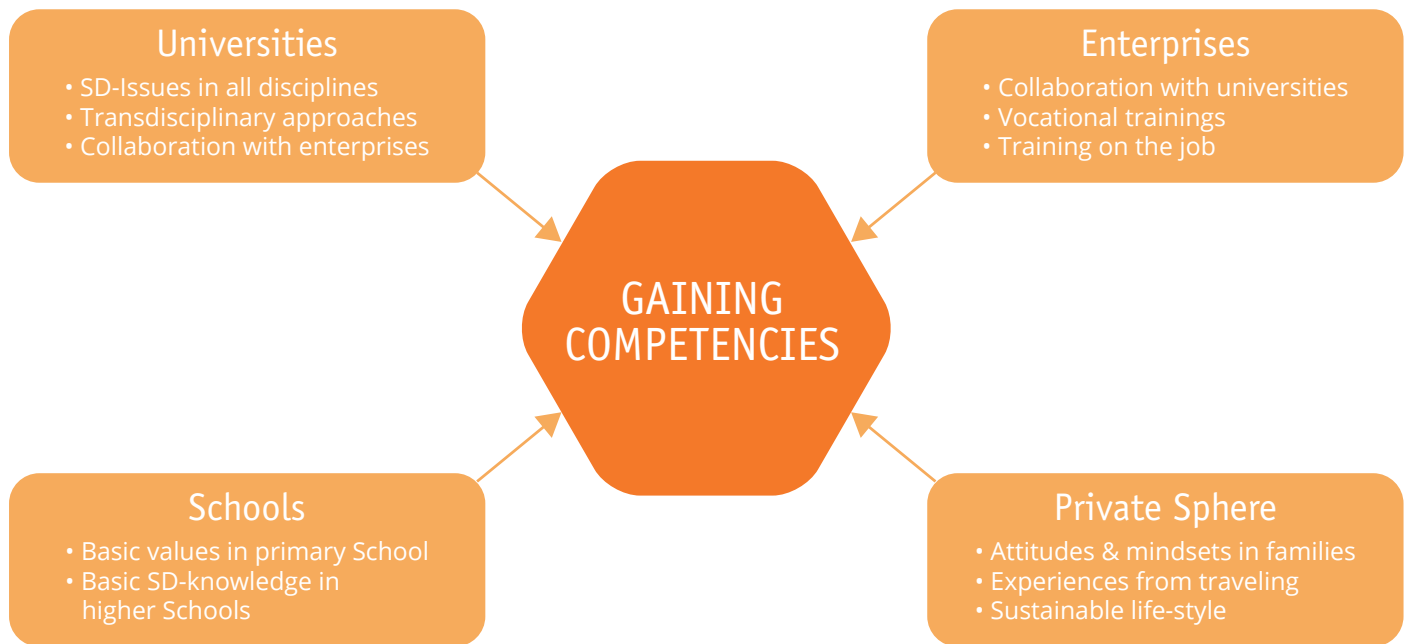 Universities
• SD-Issues in all disciplines
• Transdisciplinary approaches
• Collaboration with enterprises
Enterprises
• Collaboration with universities
• Vocational trainings
• Training on the job
GAINING
COMPETENCIES
Schools
• Basic values in primary School
• Basic SD-knowledge in
higher Schools
Private Sphere
• Attitudes & mindsets in families
• Experiences from traveling
• Sustainable life-style